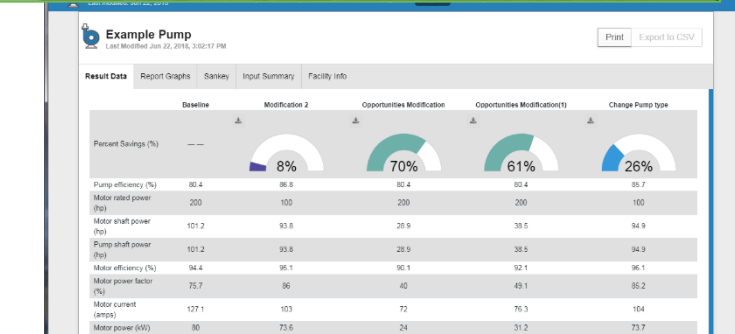 Last modified: Jun 22, 2018
Example Pump
Last Modified Jun 22, 2018, 3:02:17 PM
Print Export to CSV
Result Data Report Graphs Sankey Input Summary Facility Info
Baseline Modification 2 Opportunities Modification Opportunities Modification(1) Change Pump type
Percent Savings (%) — — 8% 70% 61% 26%
Pump efficiency (%) 80.4 86.8 80.4 80.4 85.7
Motor rated power
(hp) 200 100 200 200 100
Motor shaft power
(hp) 101.2 93.8 28.9 38.5 94.9
Pump shaft power
(hp) 101.2 93.8 28.9 38.5 94.9
Motor efficiency (%) 94.4 95.1 90.1 92.1 96.1
Motor power factor
(%) 75.7 86 40 49.1 85.2
Motor current
(amps) 127.1 103 72 76.3 104
Motor power (kW) 80 73.6 24 31.2 73.7